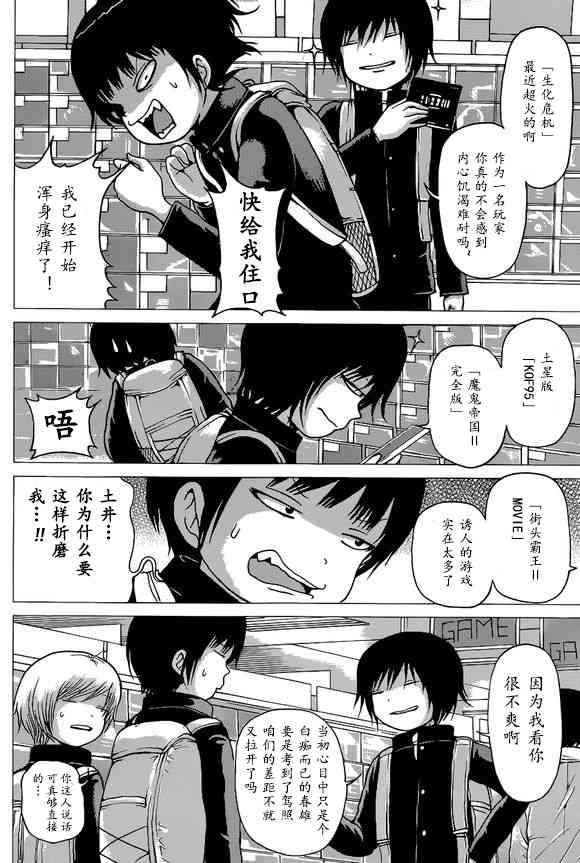 「生化危机」
最近超火的啊
作为一名玩家
你真的不会感到
内心饥渴难耐吗~
快给我住口
我已经开始
浑身瘙痒了！
土星版
「KOF95」
「魔鬼帝国II
完全版」
唔
「街头霸王II
MOVIE」
诱人的游戏
实在太多了
土井…
你为什么要
这样折磨
我…!!
GAME
GA
因为我看你
很不爽啊
当初心目中只是个
白痴而已的春雄
要是考到了驾照
咱们的差距不就
又拉开了吗
你这人说话
可真够直接
的…